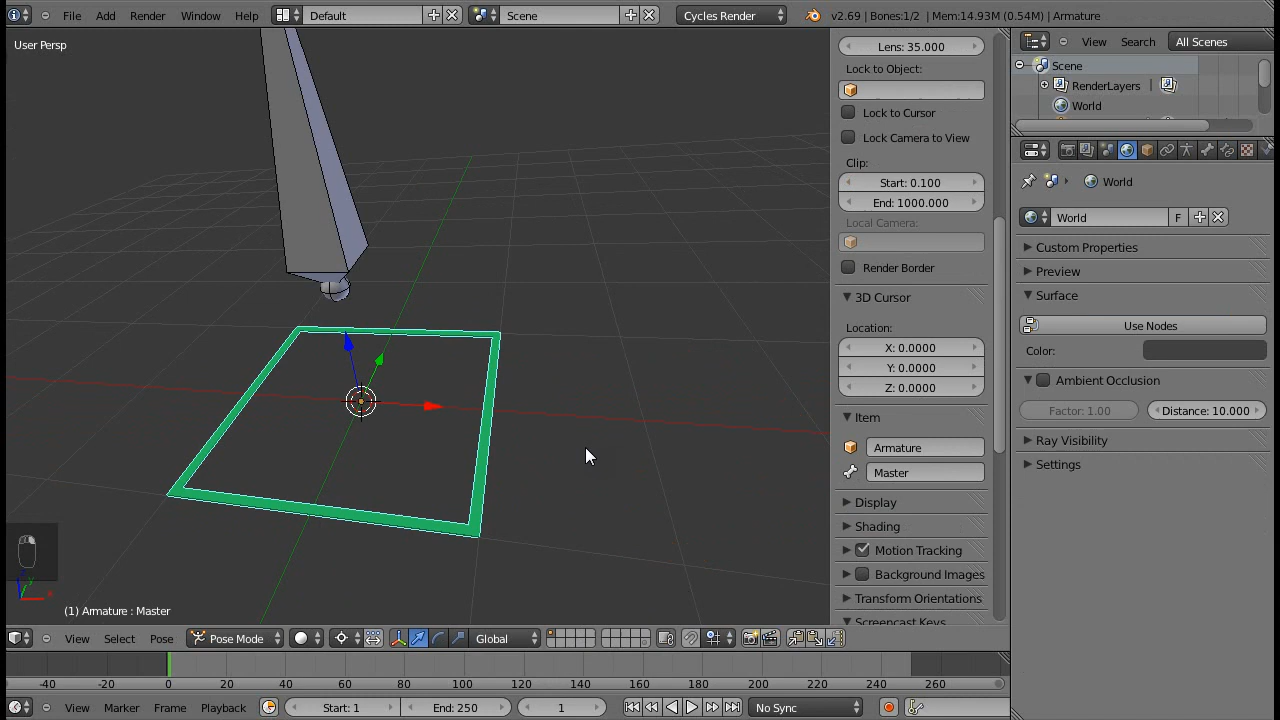 File Add Render Window Help Default Scene Cycles Render v2.69 | Bones:1/2 | Mem:14.93M (0.54M) | Armature
User Persp
Lens: 35.000
Lock to Object:
Lock to Cursor
Lock Camera to View
Clip:
Start: 0.100
End: 1000.000
Local Camera:
Render Border
3D Cursor
Location:
X: 0.0000
Y: 0.0000
Z: 0.0000
Item
Armature
Master
Display
Shading
Motion Tracking
Background Images
Transform Orientations
Screencast Keys
View Search All Scenes
Scene
RenderLayers |
World
World
World F
Custom Properties
Preview
Surface
Use Nodes
Color:
Ambient Occlusion
Factor: 1.00 Distance: 10.000
Ray Visibility
Settings
z
y
x
(1) Armature : Master
View Select Pose Pose Mode Global
-40 -20 0 20 40 60 80 100 120 140 160 180 200 220 240 260
View Marker Frame Playback Start: 1 End: 250 1 No Sync